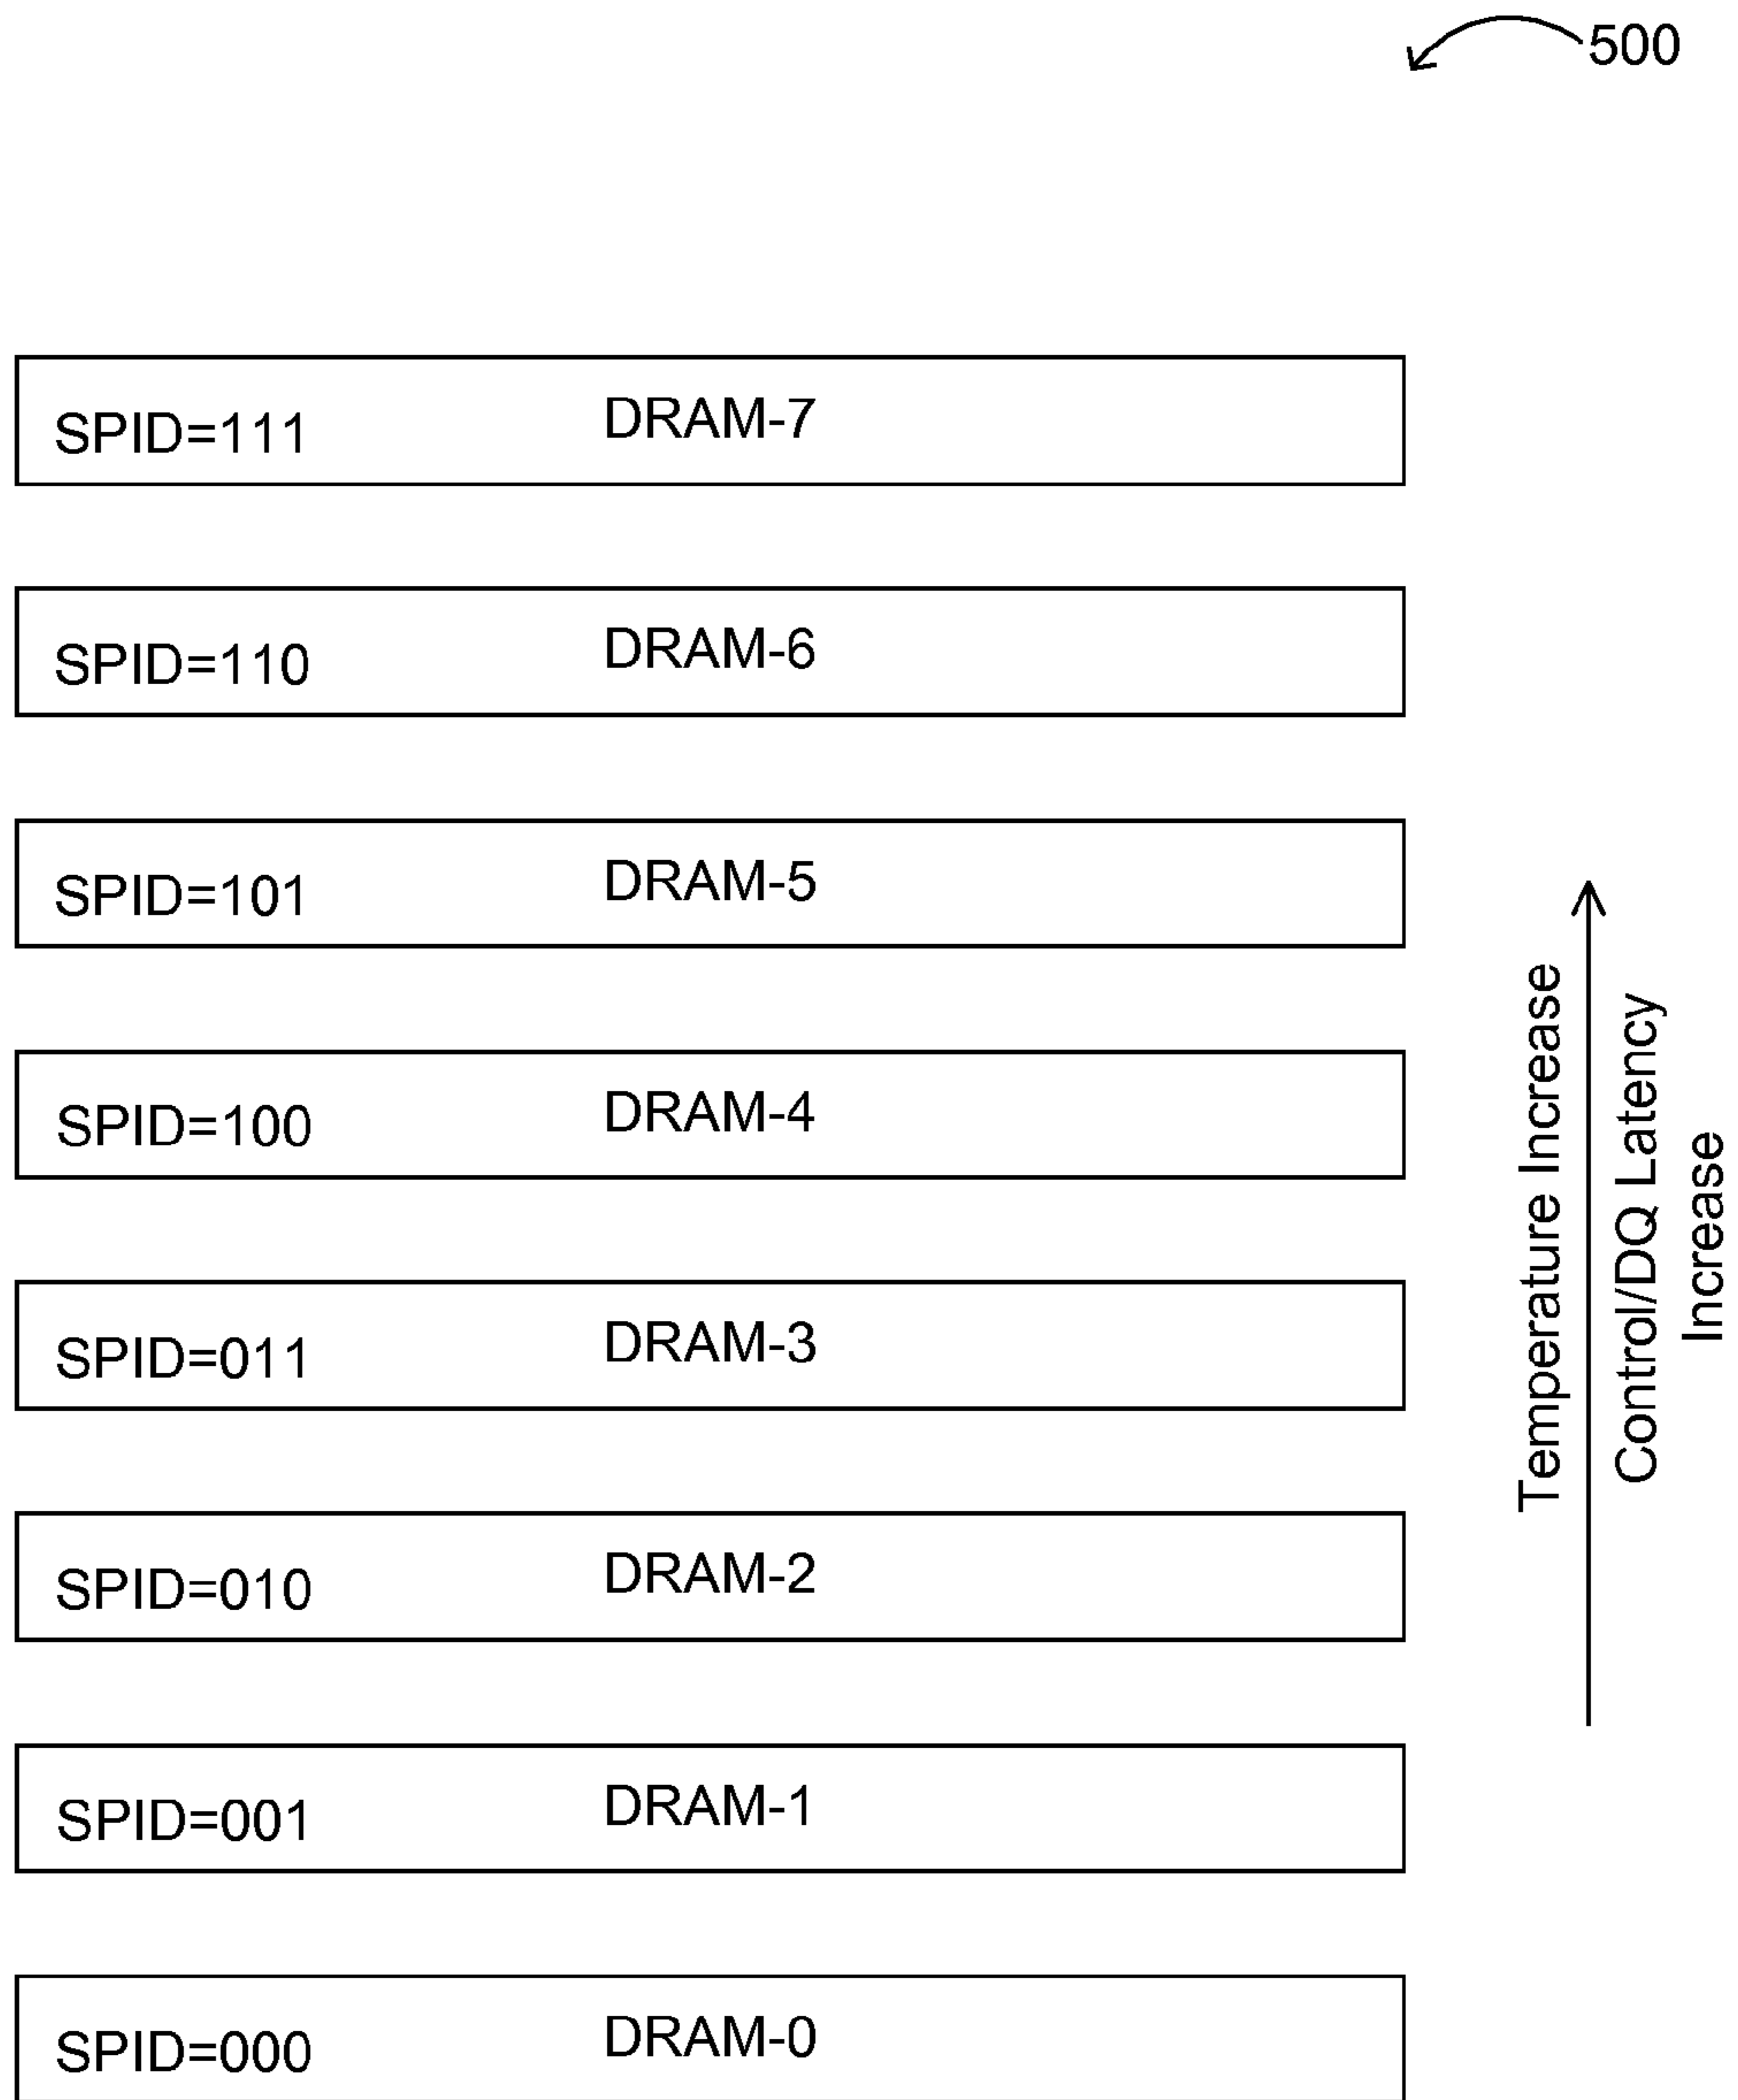 500
SPID=111 DRAM-7
SPID=110 DRAM-6
SPID=101 DRAM-5
SPID=100 DRAM-4
SPID=011 DRAM-3
SPID=010 DRAM-2
SPID=001 DRAM-1
SPID=000 DRAM-0
Temperature Increase
Control/DQ Latency
Increase